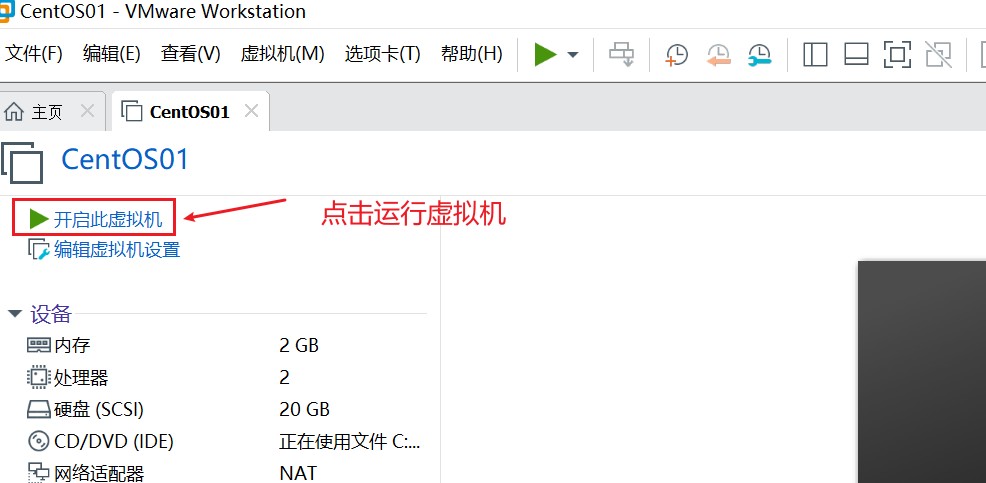 CentOS01 - VMware Workstation
文件(F) 编辑(E) 查看(V) 虚拟机(M) 选项卡(T) 帮助(H)
主页 CentOS01
CentOS01
开启此虚拟机
点击运行虚拟机
编辑虚拟机设置
设备
内存 2 GB
处理器 2
硬盘 (SCSI) 20 GB
CD/DVD (IDE) 正在使用文件 C:...
网络适配器 NAT